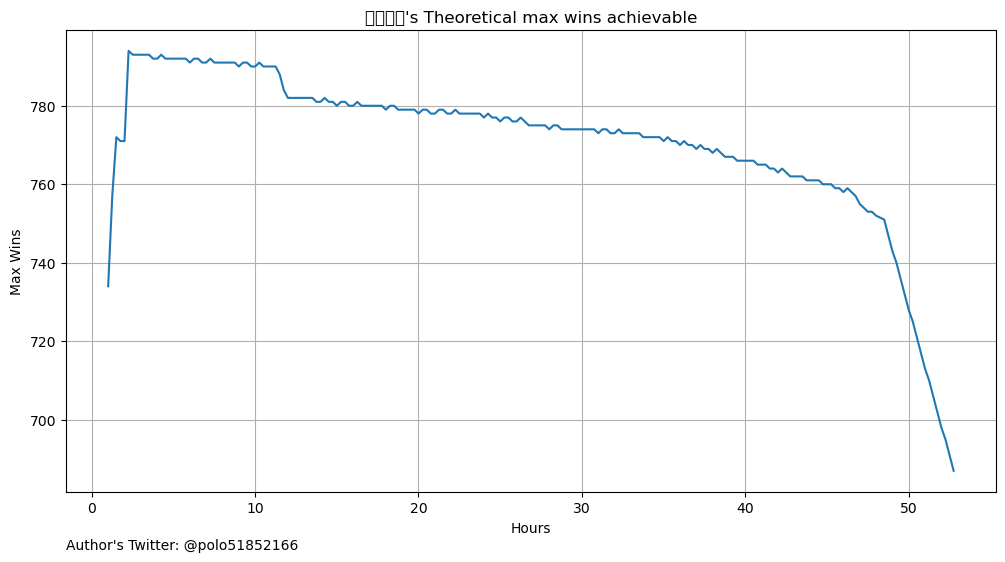 's Theoretical max wins achievable
Max Wins
780
760
740
720
700
0 10 20 30 40 50
Hours
Author's Twitter: @polo51852166